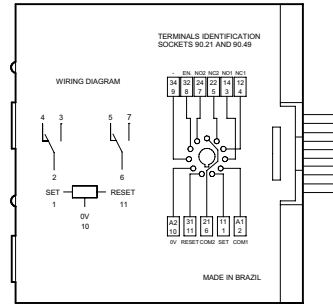 TERMINALS IDENTIFICATION
SOCKETS 90.21 AND 90.49
WIRING DIAGRAM
- EN. NO2 NC2 NO1 NC1
34 32 24 22 14 12
9 8 7 5 3 4
4 3 5 7
2 6
SET RESET
1 11
0V
10
A2 31 21 11 A1
10 11 6 1 2
0V RESET COM2 SET COM1
MADE IN BRAZIL